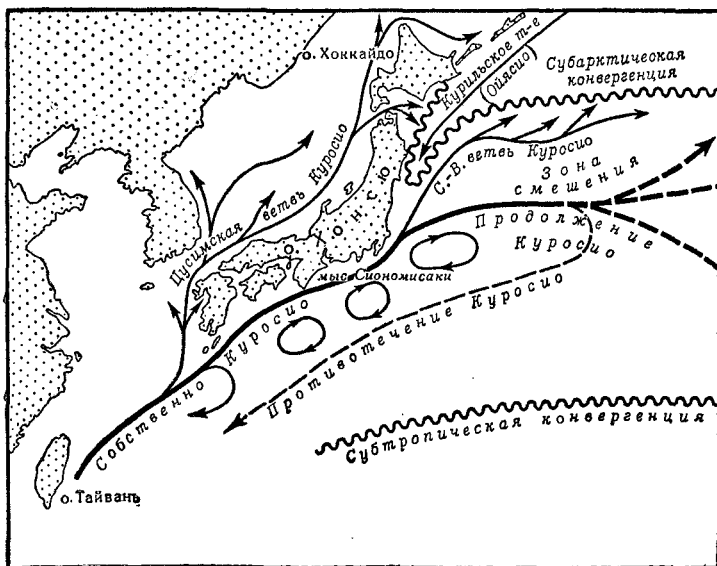 о. Хоккайдо
Курильское т-е
(Ойясио)
Субарктическая
конвергенция
С.-В. ветвь Куросио
Зона
смешения
Цусимская ветвь Куросио
о. Хонсю
Продолжение
Куросио
мыс Сиономисаки
Собственно Куросио
Противотечение Куросио
Субтропическая конвергенция
о. Тайвань